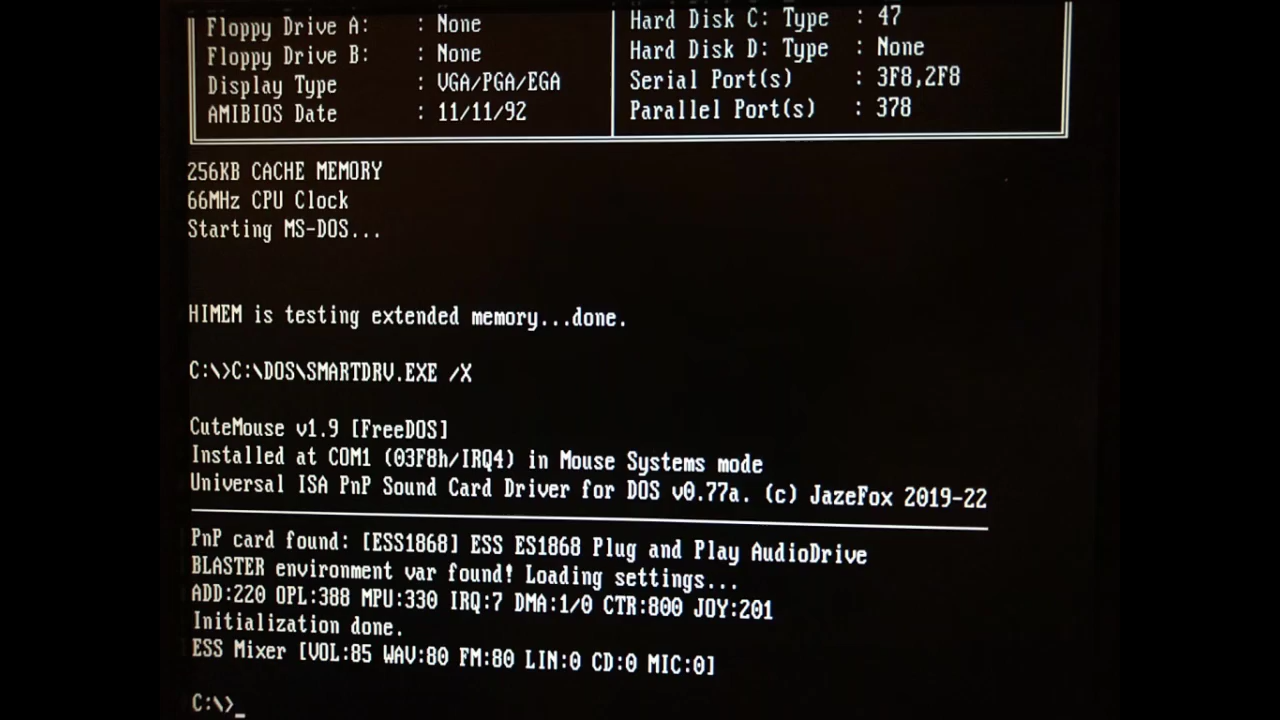 Floppy Drive A: : None Hard Disk C: Type : 47
Floppy Drive B: : None Hard Disk D: Type : None
Display Type : VGA/PGA/EGA Serial Port(s) : 3F8,2F8
AMIBIOS Date : 11/11/92 Parallel Port(s) : 378
256KB CACHE MEMORY
66MHz CPU Clock
Starting MS-DOS...
HIMEM is testing extended memory...done.
C:\>C:\DOS\SMARTDRV.EXE /X
CuteMouse v1.9 [FreeDOS]
Installed at COM1 (03F8h/IRQ4) in Mouse Systems mode
Universal ISA PnP Sound Card Driver for DOS v0.77a. (c) JazeFox 2019-22
PnP card found: [ESS1868] ESS ES1868 Plug and Play AudioDrive
BLASTER environment var found! Loading settings...
ADD:220 OPL:388 MPU:330 IRQ:7 DMA:1/0 CTR:800 JOY:201
Initialization done.
ESS Mixer [VOL:85 WAV:80 FM:80 LIN:0 CD:0 MIC:0]
C:\>_